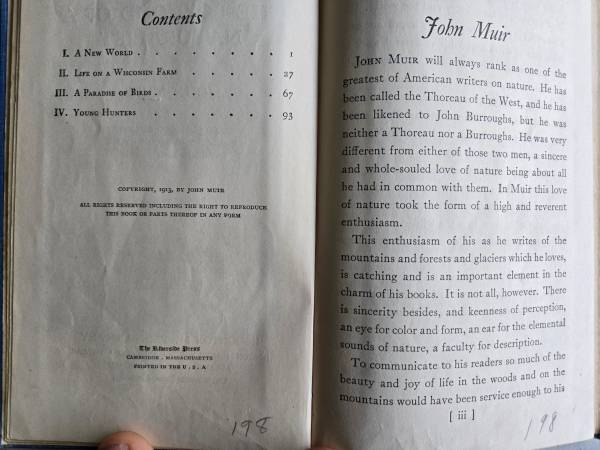 Contents
I. A New World . . . . . . . . 1
II. Life on a Wisconsin Farm . . . . . 27
III. A Paradise of Birds . . . . . . . 67
IV. Young Hunters . . . . . . . 93
COPYRIGHT, 1913, BY JOHN MUIR
ALL RIGHTS RESERVED INCLUDING THE RIGHT TO REPRODUCE
THIS BOOK OR PARTS THEREOF IN ANY FORM
The Riverside Press
CAMBRIDGE . MASSACHUSETTS
PRINTED IN THE U . S . A
198
John Muir
John Muir will always rank as one of the
greatest of American writers on nature. He has
been called the Thoreau of the West, and he has
been likened to John Burroughs, but he was
neither a Thoreau nor a Burroughs. He was very
different from either of those two men, a sincere
and whole-souled love of nature being about all
he had in common with them. In Muir this love
of nature took the form of a high and reverent
enthusiasm.
This enthusiasm of his as he writes of the
mountains and forests and glaciers which he loves,
is catching and is an important element in the
charm of his books. It is not all, however. There
is sincerity besides, and keenness of perception,
an eye for color and form, an ear for the elemental
sounds of nature, a faculty for description.
To communicate to his readers so much of the
beauty and joy of life in the woods and on the
mountains would have been service enough to his
[ iii ]
198